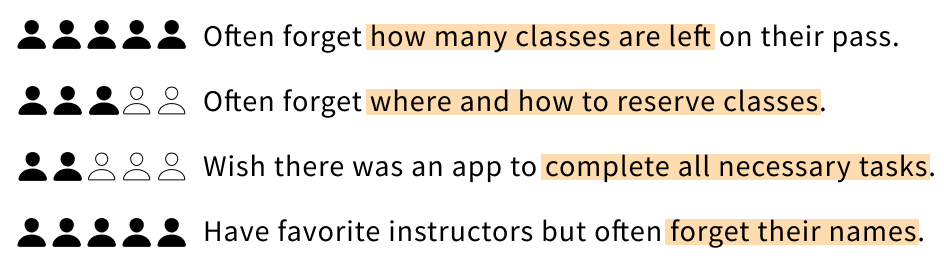 Often forget how many classes are left on their pass.
Often forget where and how to reserve classes.
Wish there was an app to complete all necessary tasks.
Have favorite instructors but often forget their names.